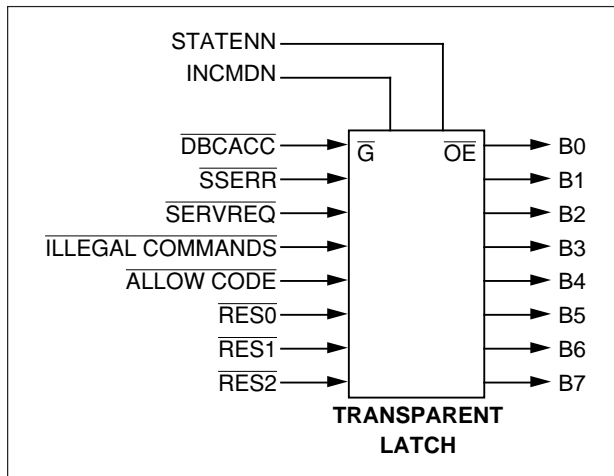 STATENN
INCMDN
DBCACC
G
OE
B0
SSERR
B1
SERVREQ
B2
ILLEGAL COMMANDS
B3
ALLOW CODE
B4
RES0
B5
RES1
B6
RES2
B7
TRANSPARENT
LATCH